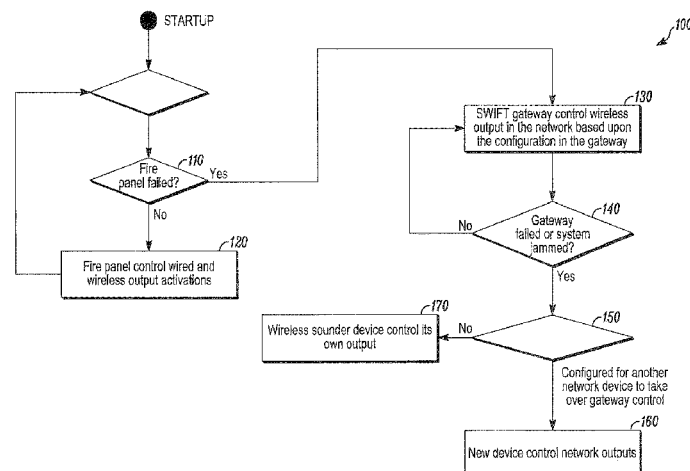 STARTUP
100
130
SWIFT gateway control wireless
output in the network based upon
the configuration in the gateway
110
Fire
panel failed?
Yes
No
140
Gateway
failed or system
jammed?
No
Yes
120
Fire panel control wired and
wireless output activations
170
Wireless sounder device control its
own output
No
150
Configured for another
network device to take
over gateway control
160
New device control network outputs